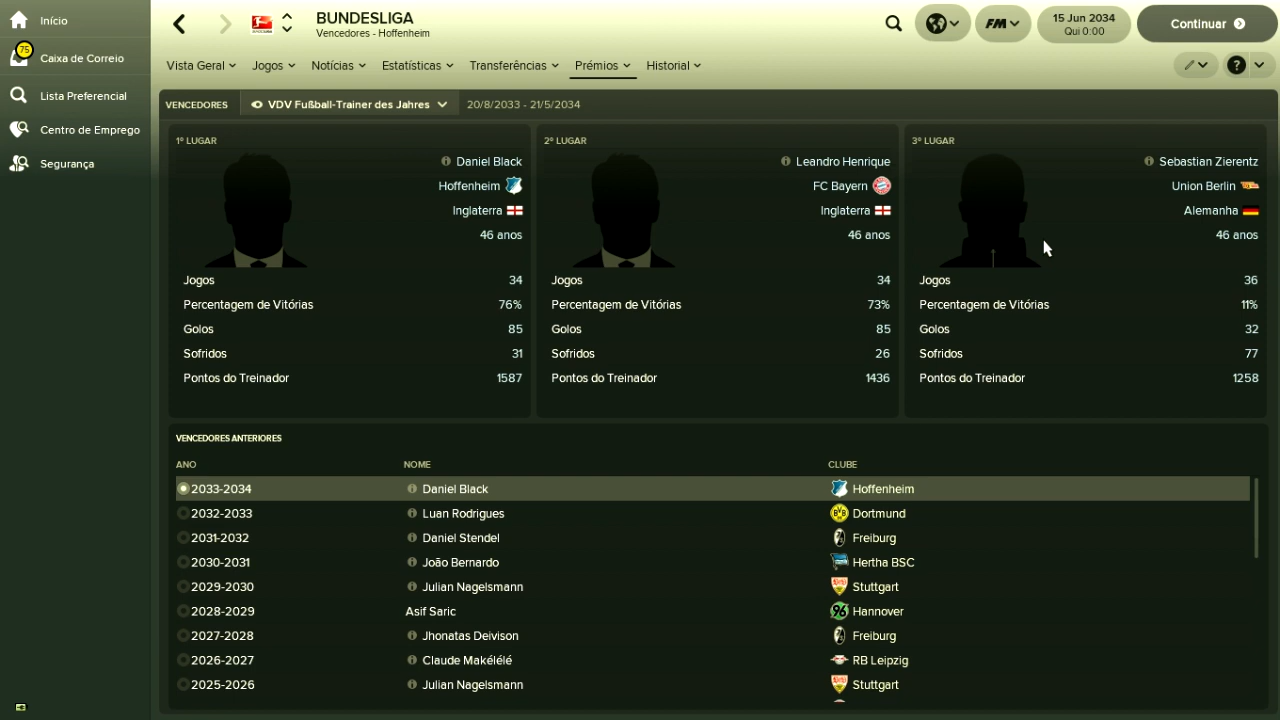 Início
75
Caixa de Correio
Lista Preferencial
Centro de Emprego
Segurança
BUNDESLIGA
Vencedores - Hoffenheim
FM
15 Jun 2034
Qui 0:00
Continuar
Vista Geral
Jogos
Notícias
Estatísticas
Transferências
Prémios
Historial
?
VENCEDORES
VDV Fußball-Trainer des Jahres
20/8/2033 - 21/5/2034
1º LUGAR
Daniel Black
Hoffenheim
Inglaterra
46 anos
Jogos 34
Percentagem de Vitórias 76%
Golos 85
Sofridos 31
Pontos do Treinador 1587
2º LUGAR
Leandro Henrique
FC Bayern
Inglaterra
46 anos
Jogos 34
Percentagem de Vitórias 73%
Golos 85
Sofridos 26
Pontos do Treinador 1436
3º LUGAR
Sebastian Zierentz
Union Berlin
Alemanha
46 anos
Jogos 36
Percentagem de Vitórias 11%
Golos 32
Sofridos 77
Pontos do Treinador 1258
VENCEDORES ANTERIORES
ANO NOME CLUBE
2033-2034 Daniel Black Hoffenheim
2032-2033 Luan Rodrigues Dortmund
2031-2032 Daniel Stendel Freiburg
2030-2031 João Bernardo Hertha BSC
2029-2030 Julian Nagelsmann Stuttgart
2028-2029 Asif Saric Hannover
2027-2028 Jhonatas Deivison Freiburg
2026-2027 Claude Makélélé RB Leipzig
2025-2026 Julian Nagelsmann Stuttgart